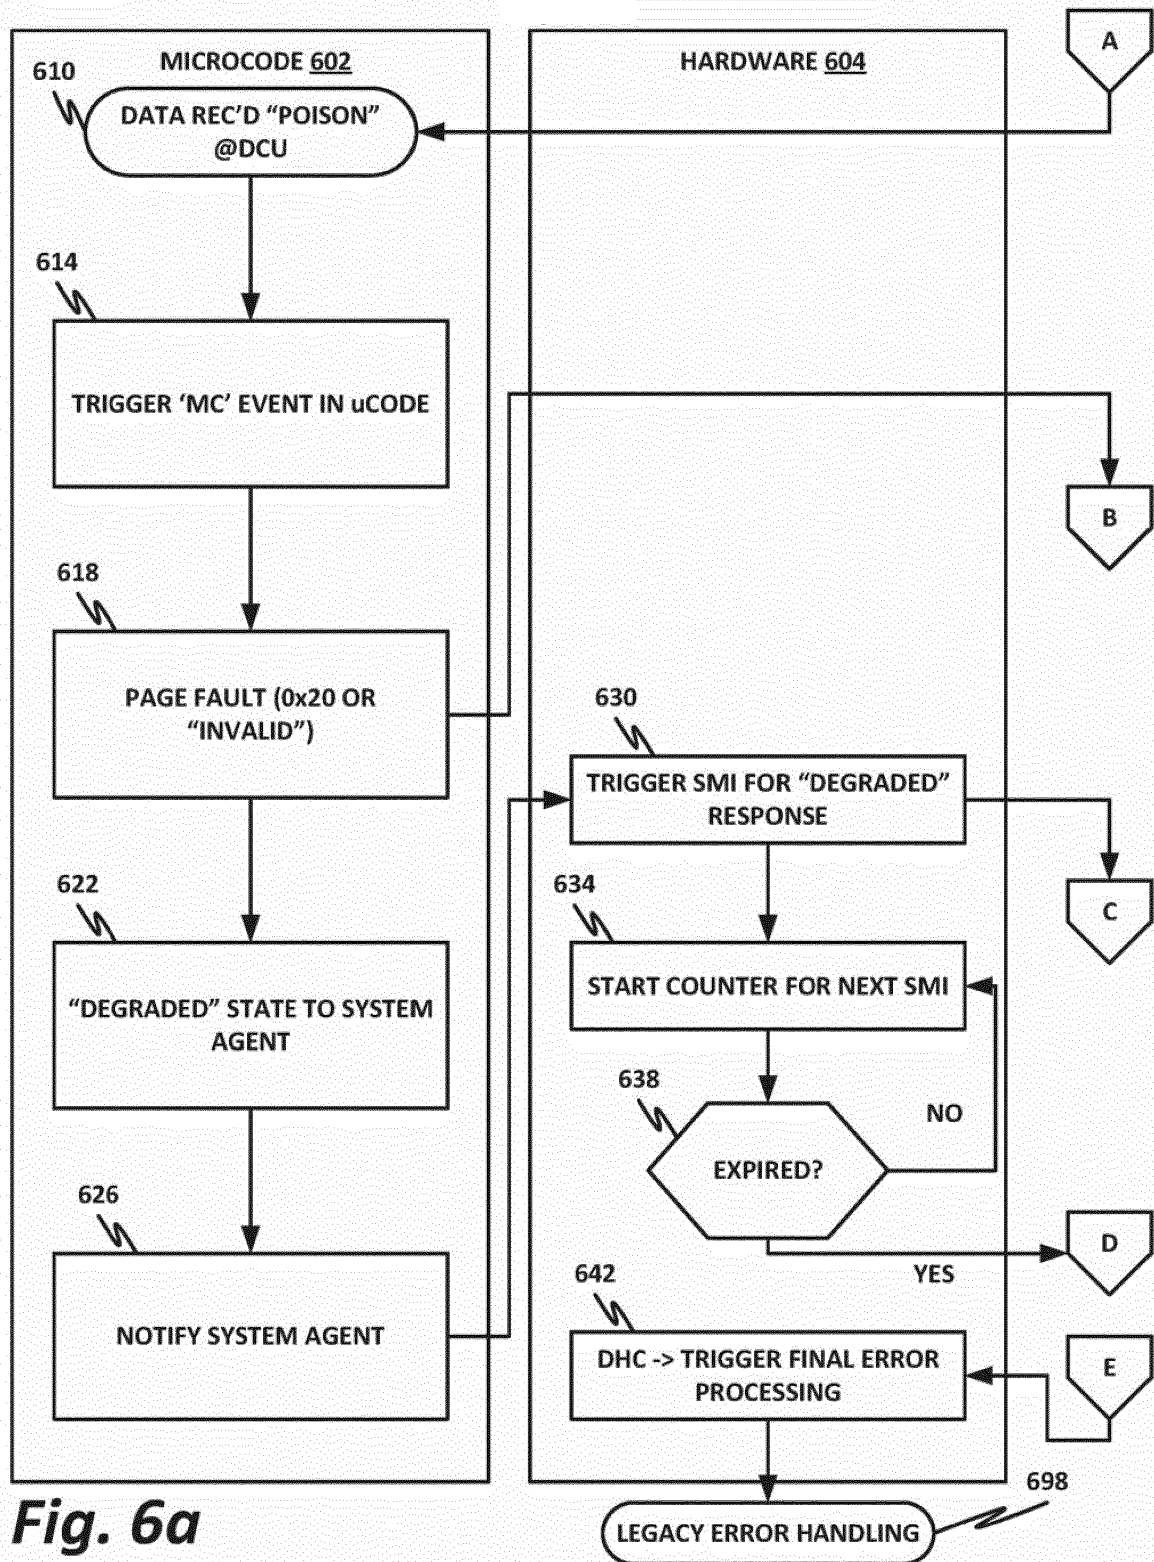 MICROCODE 602
610
DATA REC'D “POISON”
@DCU
614
TRIGGER ‘MC’ EVENT IN uCODE
618
PAGE FAULT (0x20 OR
“INVALID”)
622
“DEGRADED” STATE TO SYSTEM
AGENT
626
NOTIFY SYSTEM AGENT
HARDWARE 604
630
TRIGGER SMI FOR “DEGRADED”
RESPONSE
634
START COUNTER FOR NEXT SMI
638
EXPIRED?
NO
YES
642
DHC -> TRIGGER FINAL ERROR
PROCESSING
698
LEGACY ERROR HANDLING
A
B
C
D
E
Fig. 6a